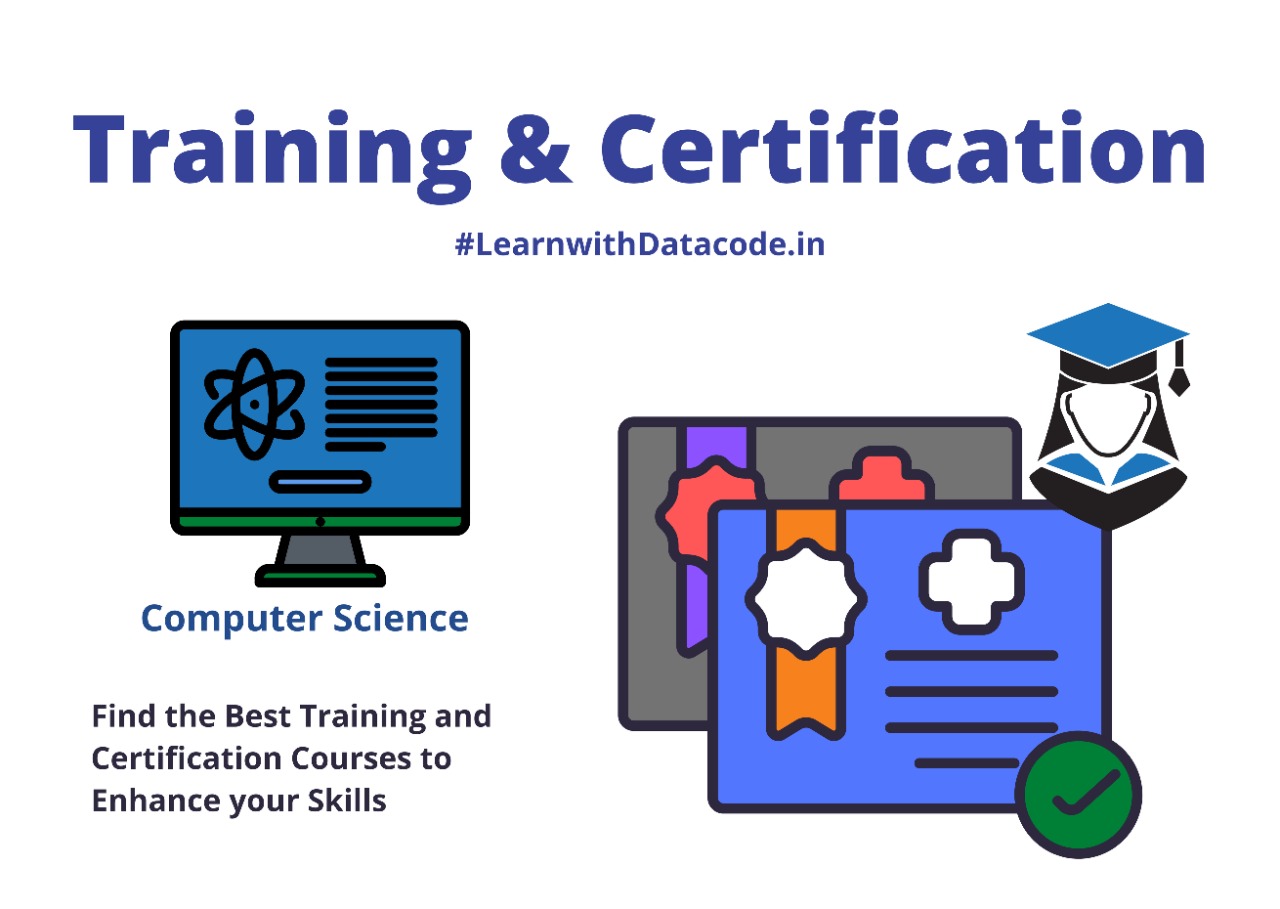 Training & Certification
#LearnwithDatacode.in
Computer Science
Find the Best Training and
Certification Courses to
Enhance your Skills